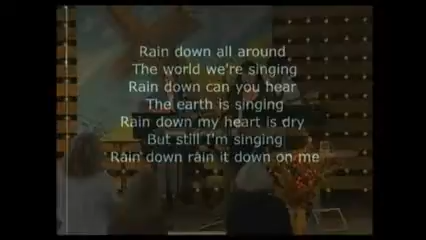 Rain down all around
The world we're singing
Rain down can you hear
The earth is singing
Rain down my heart is dry
But still I'm singing
Rain down rain it down on me